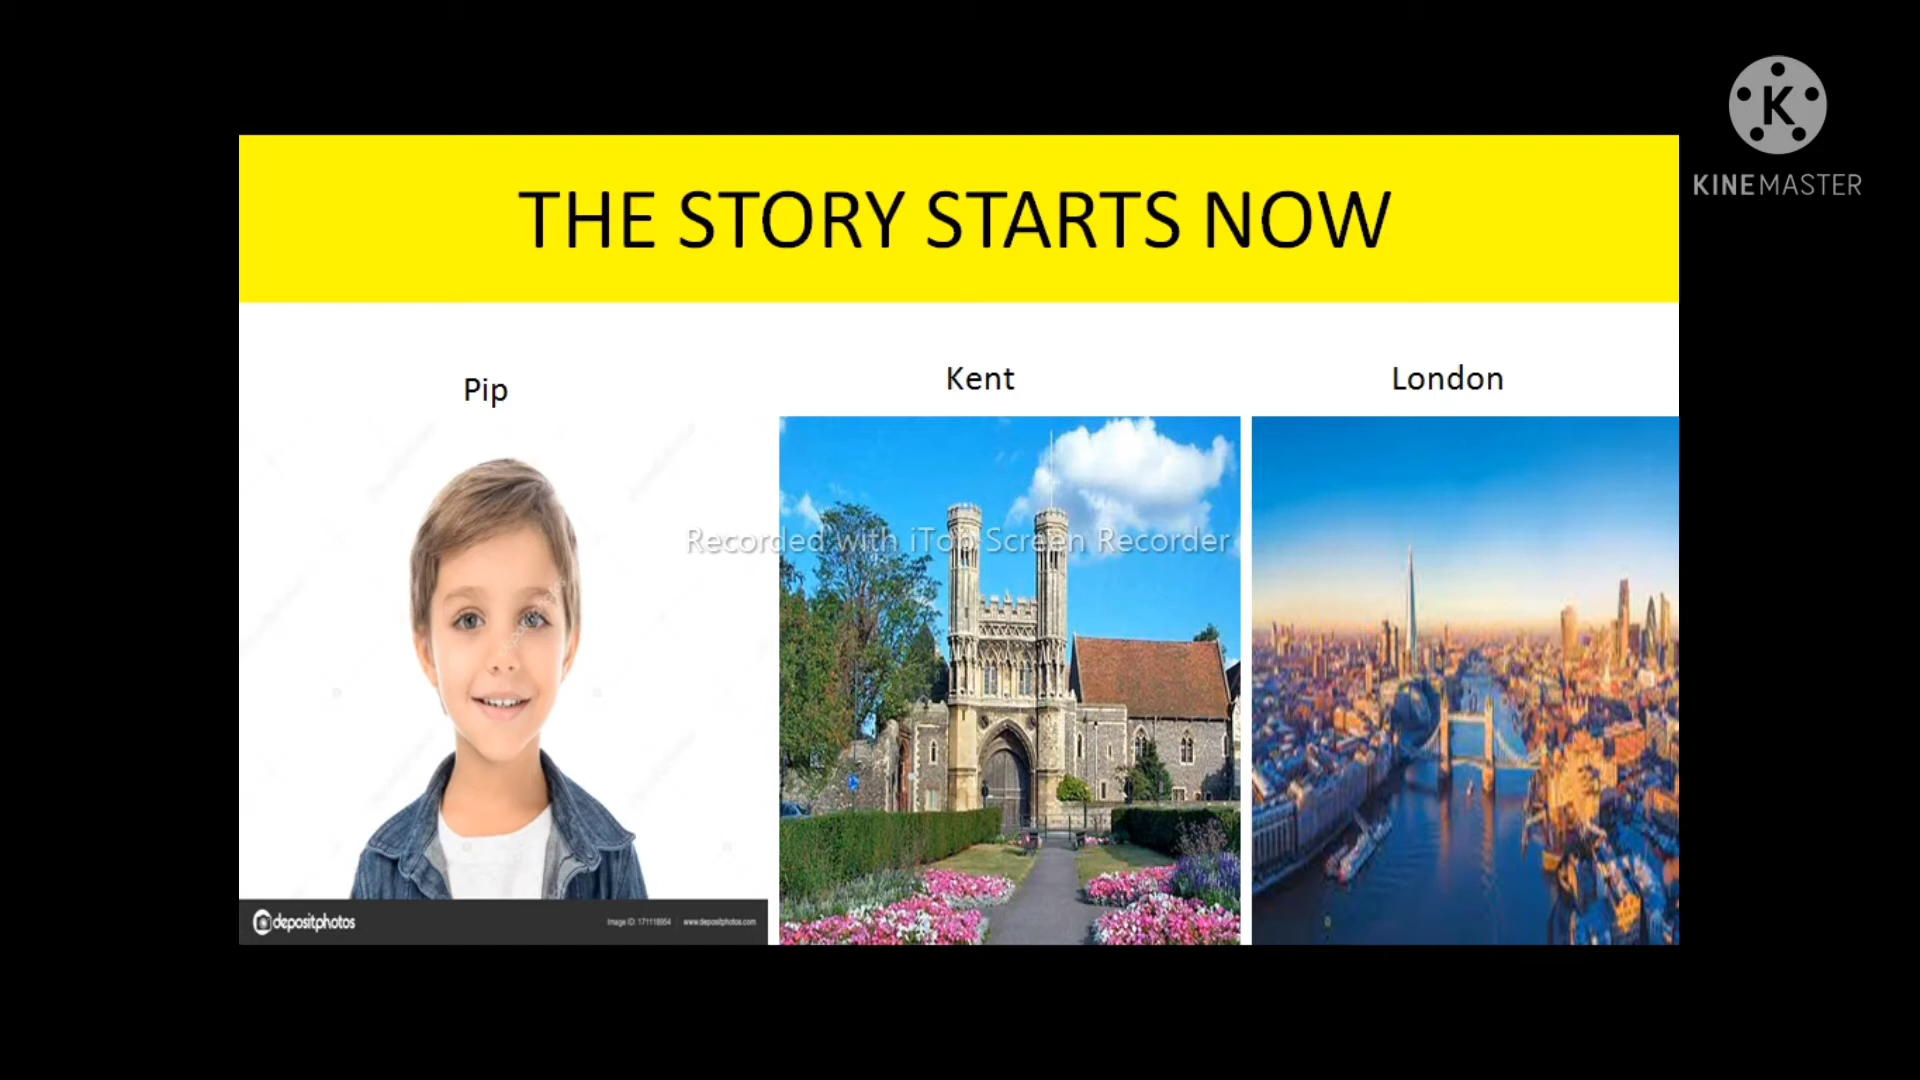 KINEMASTER
THE STORY STARTS NOW
Pip
Kent
London
Recorded with iTop Screen Recorder
depositphotos
Image ID: 171118954
www.depositphotos.com